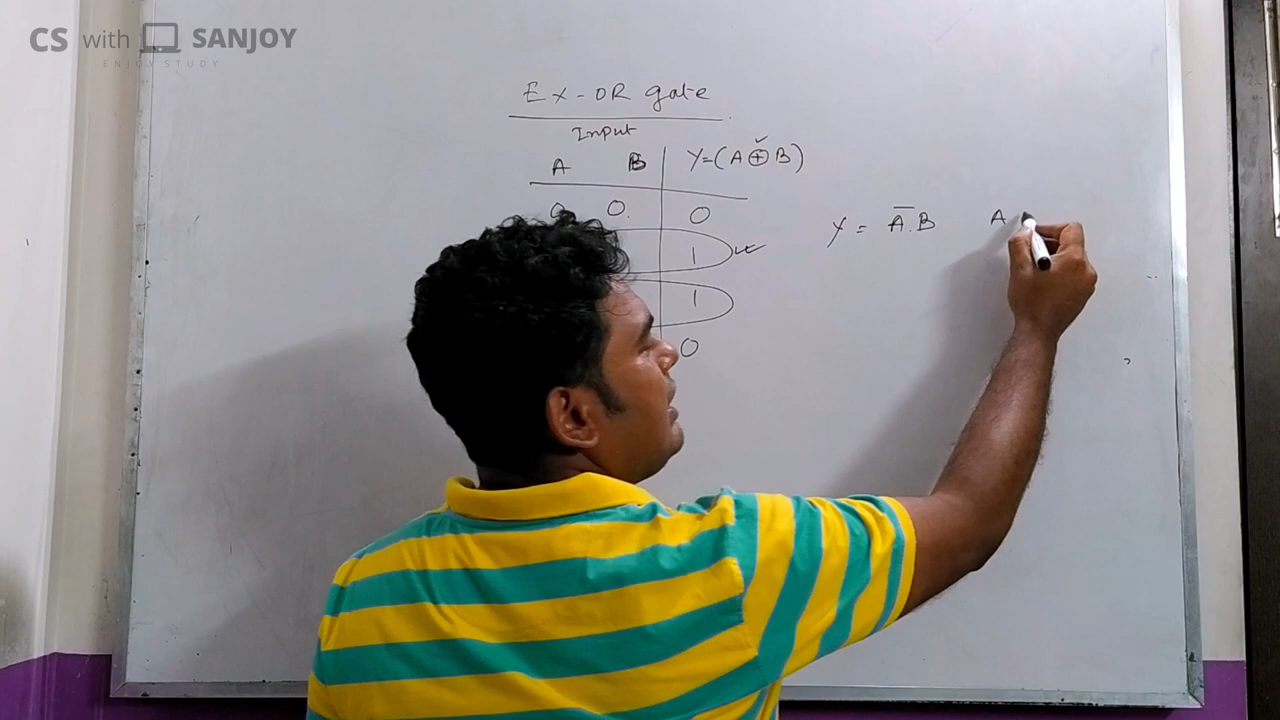 CS with SANJOY
ENJOY STUDY
Ex-OR gate
Input
A B Y=(A⊕B)
0 0. 0
1
1
0
Y = A̅.B A